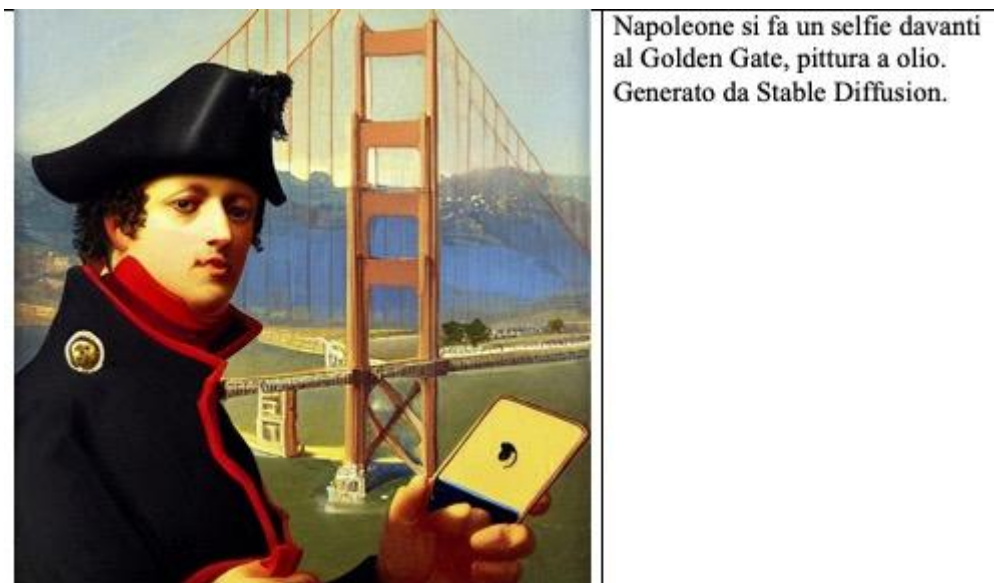 Napoleone si fa un selfie davanti
al Golden Gate, pittura a olio.
Generato da Stable Diffusion.